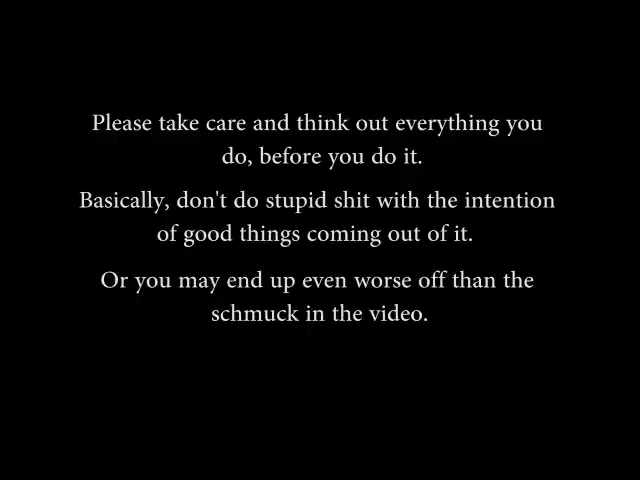 Please take care and think out everything you
do, before you do it.
Basically, don't do stupid shit with the intention
of good things coming out of it.
Or you may end up even worse off than the
schmuck in the video.